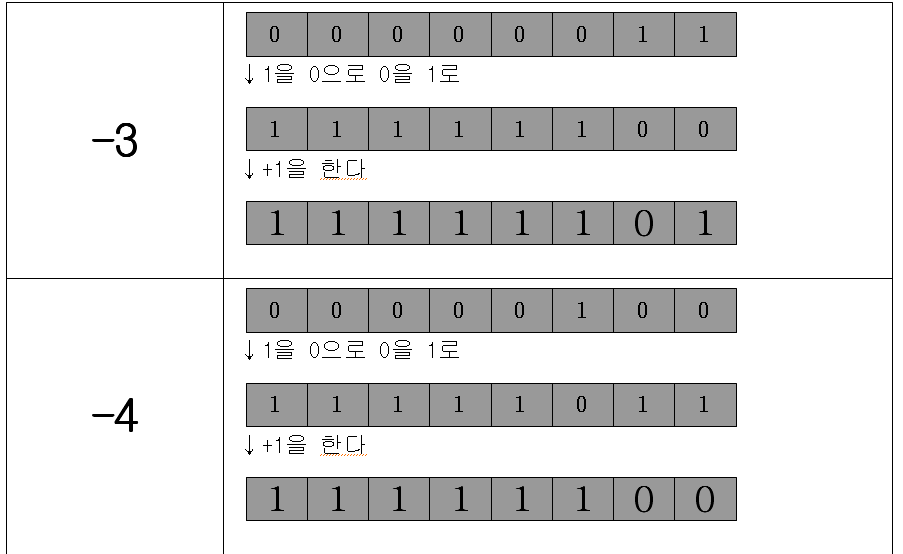 -3
0 0 0 0 0 0 1 1
↓ 1을 0으로 0을 1로
1 1 1 1 1 1 0 0
↓ +1을 한다
1 1 1 1 1 1 0 1
-4
0 0 0 0 0 1 0 0
↓ 1을 0으로 0을 1로
1 1 1 1 1 0 1 1
↓ +1을 한다
1 1 1 1 1 1 0 0